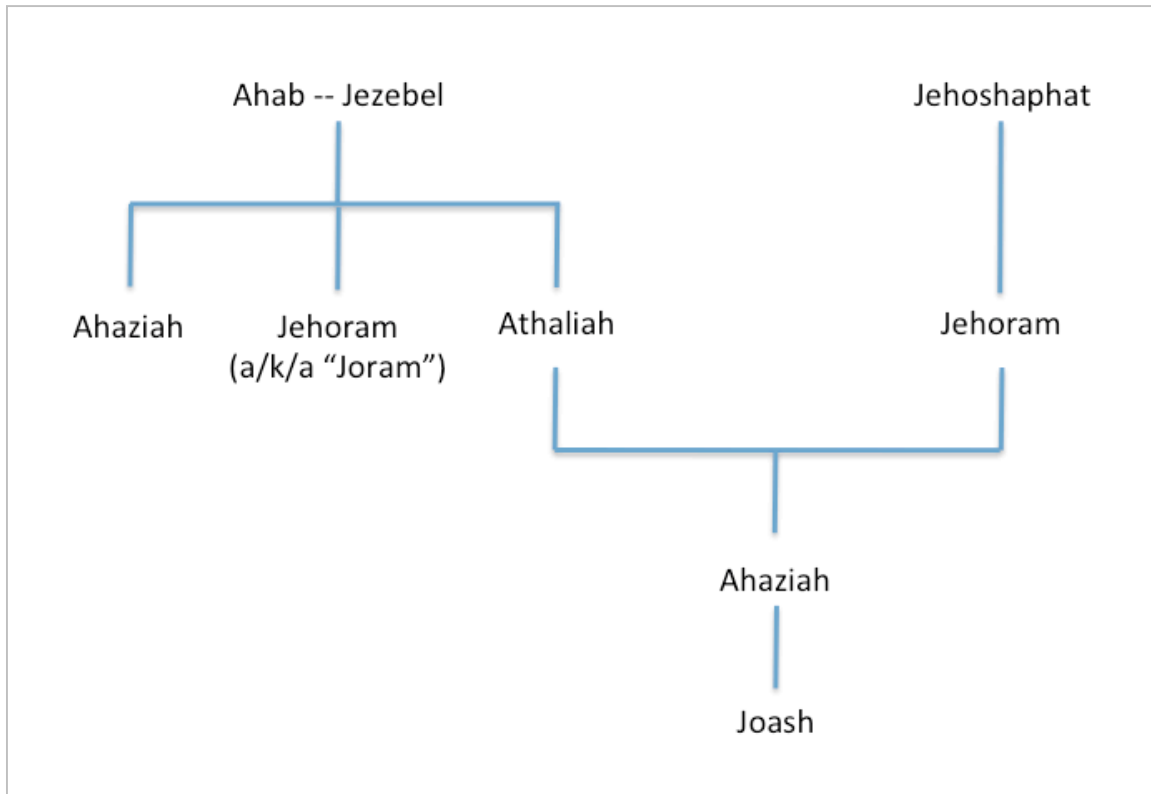 Ahab -- Jezebel
Jehoshaphat
Ahaziah
Jehoram
(a/k/a “Joram”)
Athaliah
Jehoram
Ahaziah
Joash